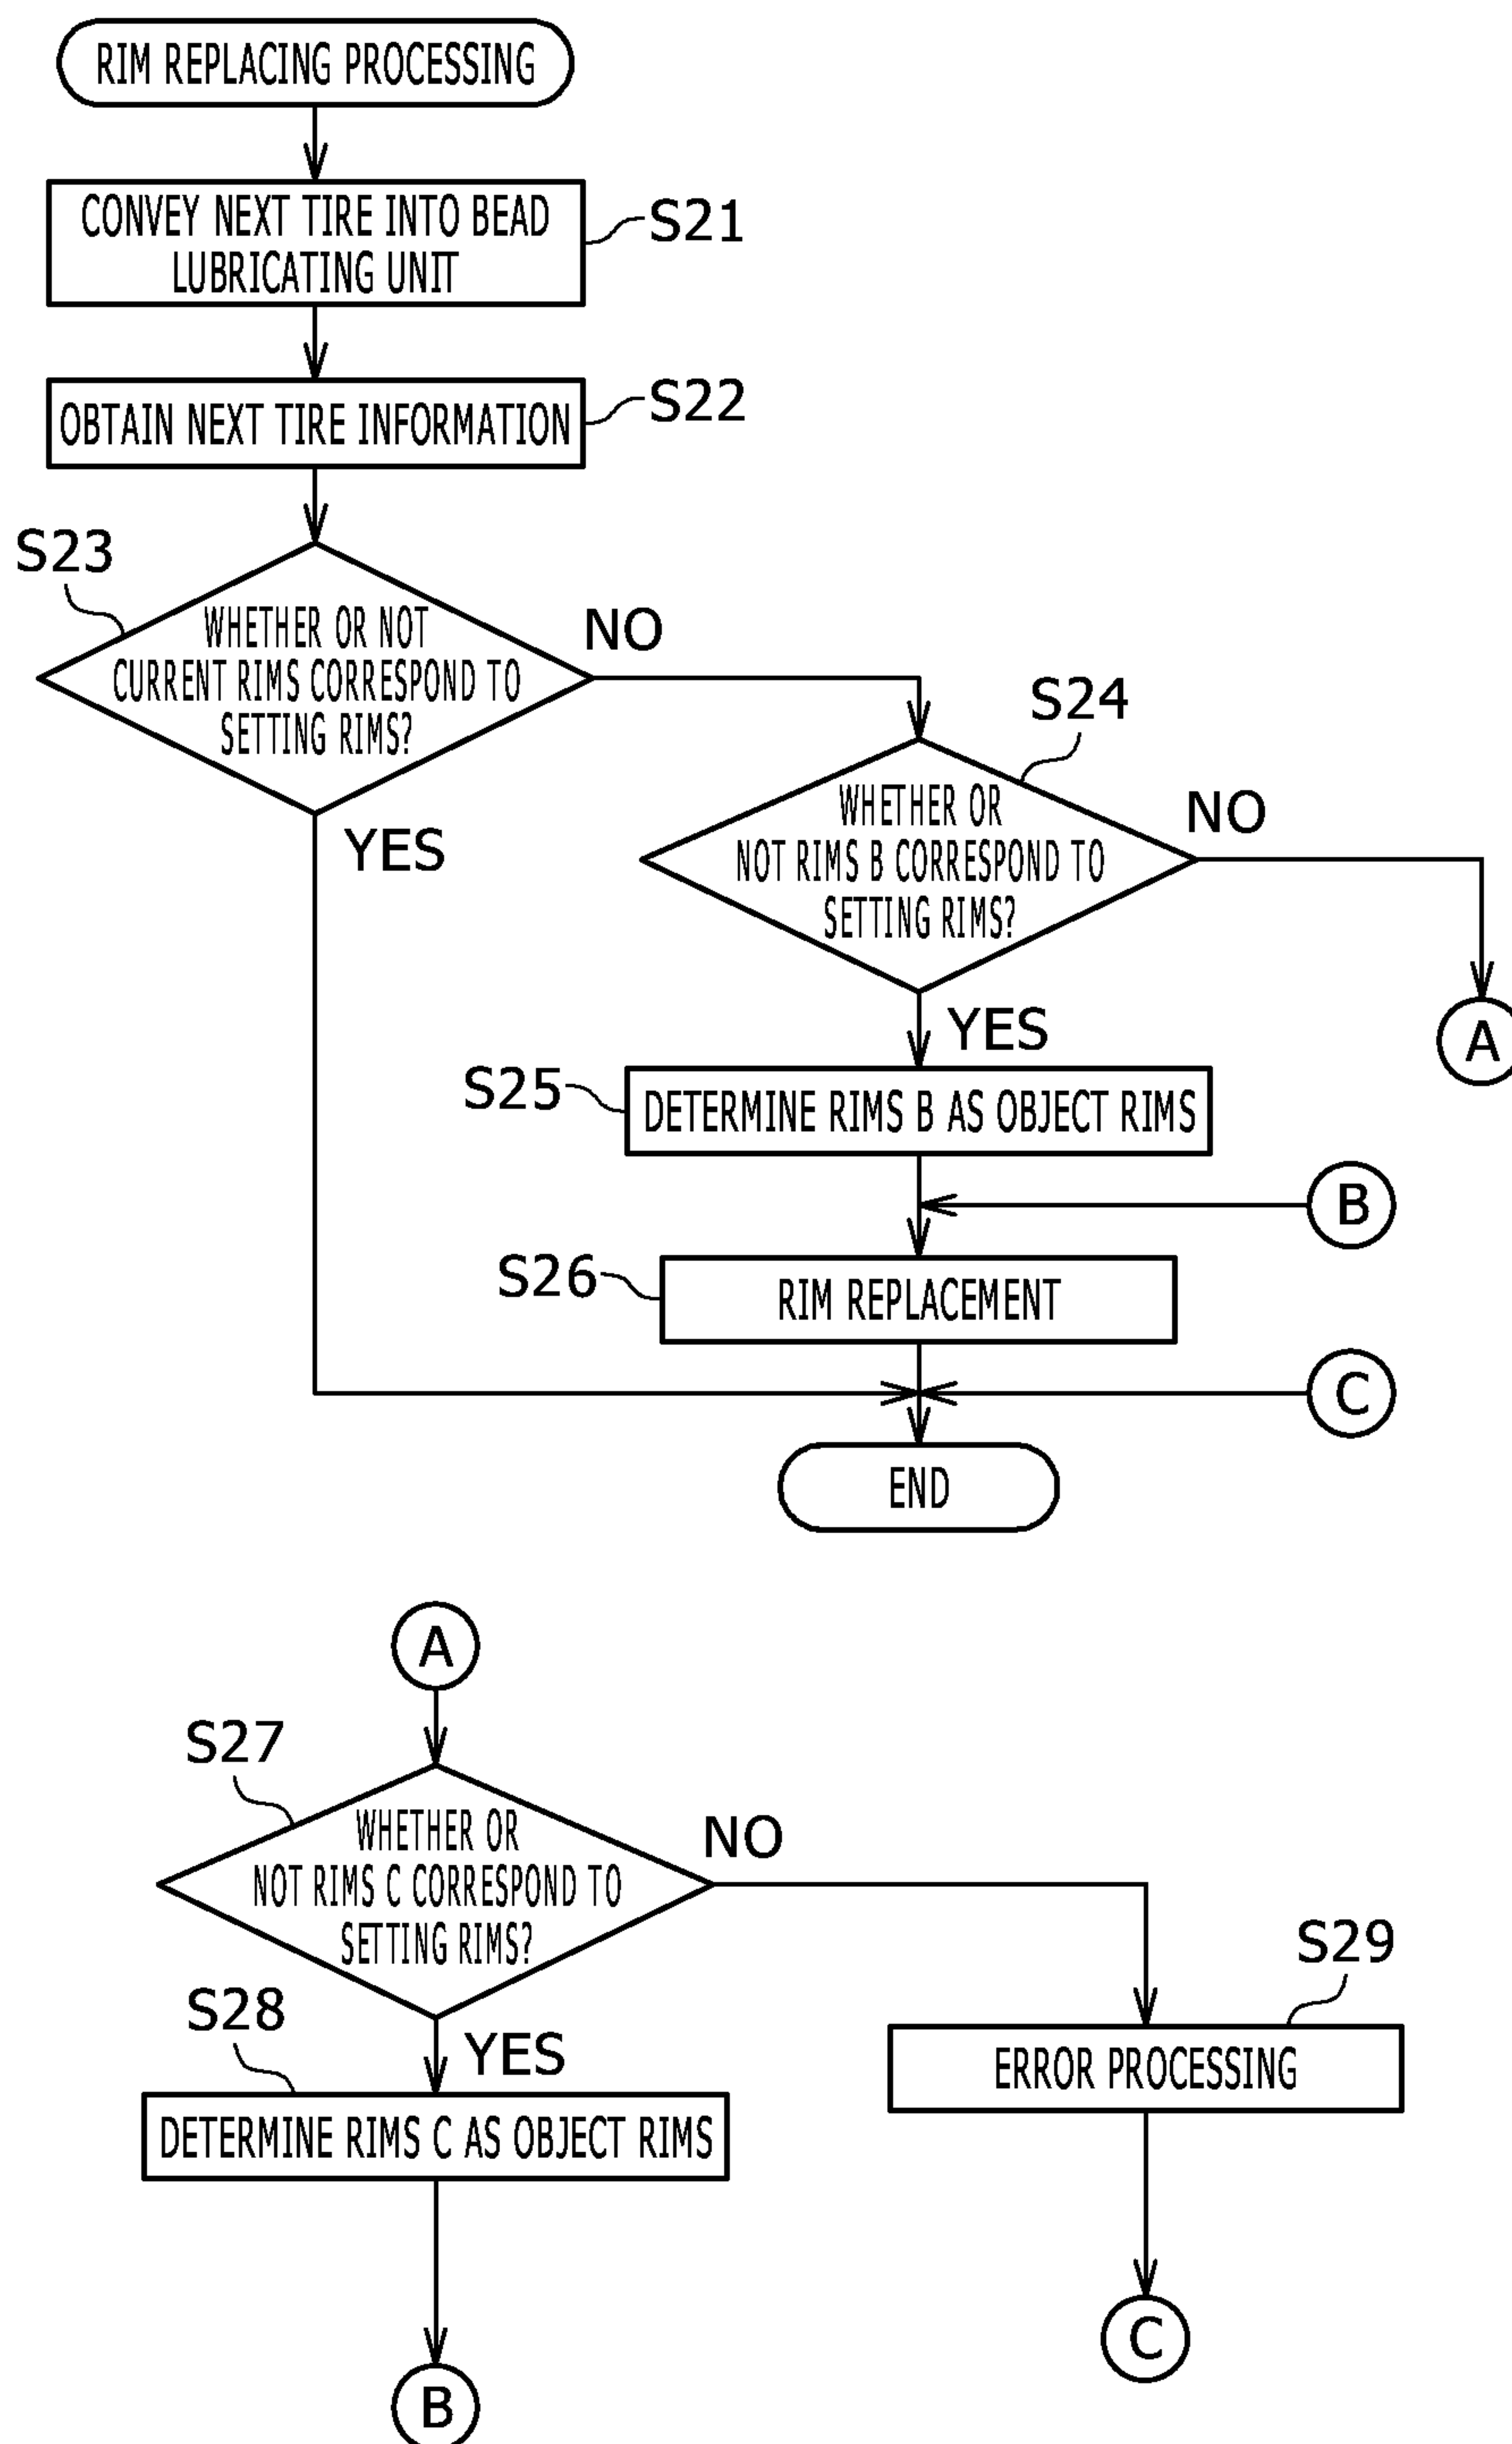 RIM REPLACING PROCESSING
CONVEY NEXT TIRE INTO BEAD
LUBRICATING UNIT
S21
OBTAIN NEXT TIRE INFORMATION
S22
S23
WHETHER OR NOT
CURRENT RIMS CORRESPOND TO
SETTING RIMS?
NO
YES
S24
WHETHER OR
NOT RIMS B CORRESPOND TO
SETTING RIMS?
NO
A
YES
S25
DETERMINE RIMS B AS OBJECT RIMS
B
S26
RIM REPLACEMENT
C
END
A
S27
WHETHER OR
NOT RIMS C CORRESPOND TO
SETTING RIMS?
NO
S29
ERROR PROCESSING
S28
YES
DETERMINE RIMS C AS OBJECT RIMS
C
B